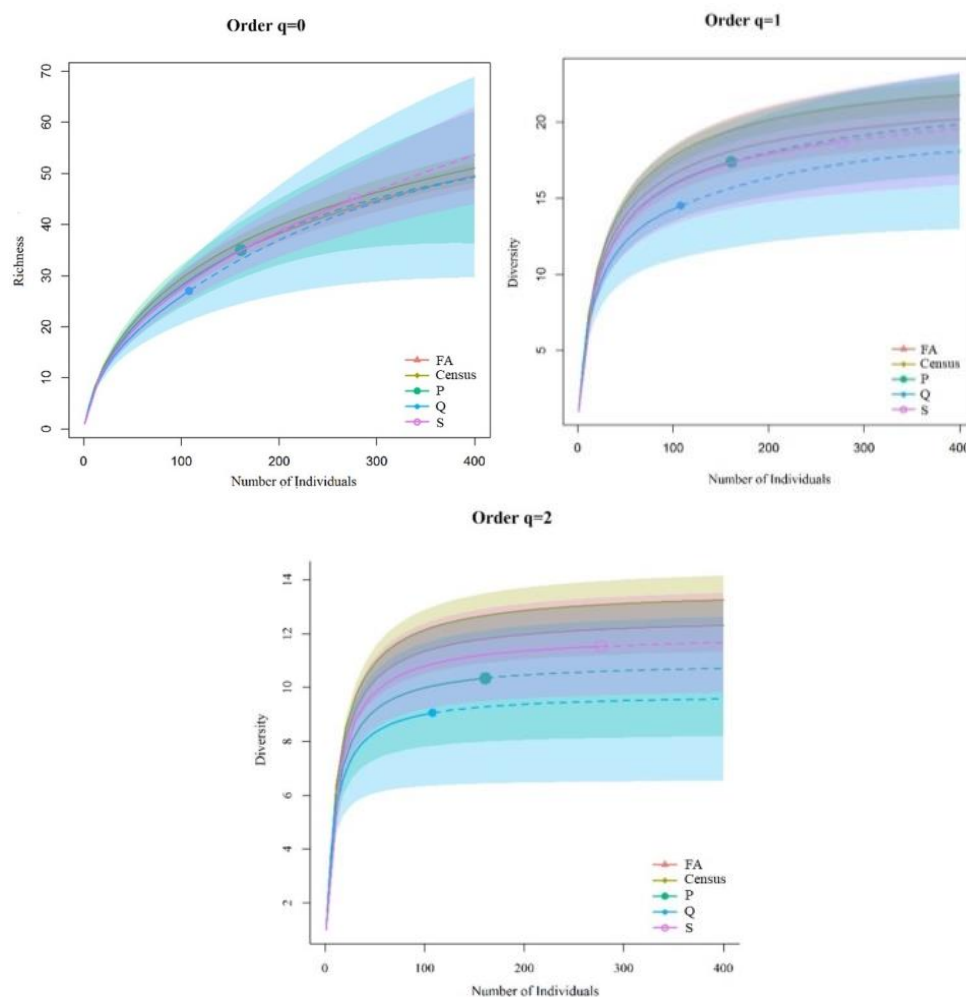 Order q=0
Richness
70
60
50
40
30
20
10
0
0 100 200 300 400
Number of Individuals
FA
Census
P
Q
S
Order q=1
Diversity
20
15
10
5
0 100 200 300 400
Number of Individuals
FA
Census
P
Q
S
Order q=2
Diversity
14
12
10
8
6
4
2
0 100 200 300 400
Number of Individuals
FA
Census
P
Q
S